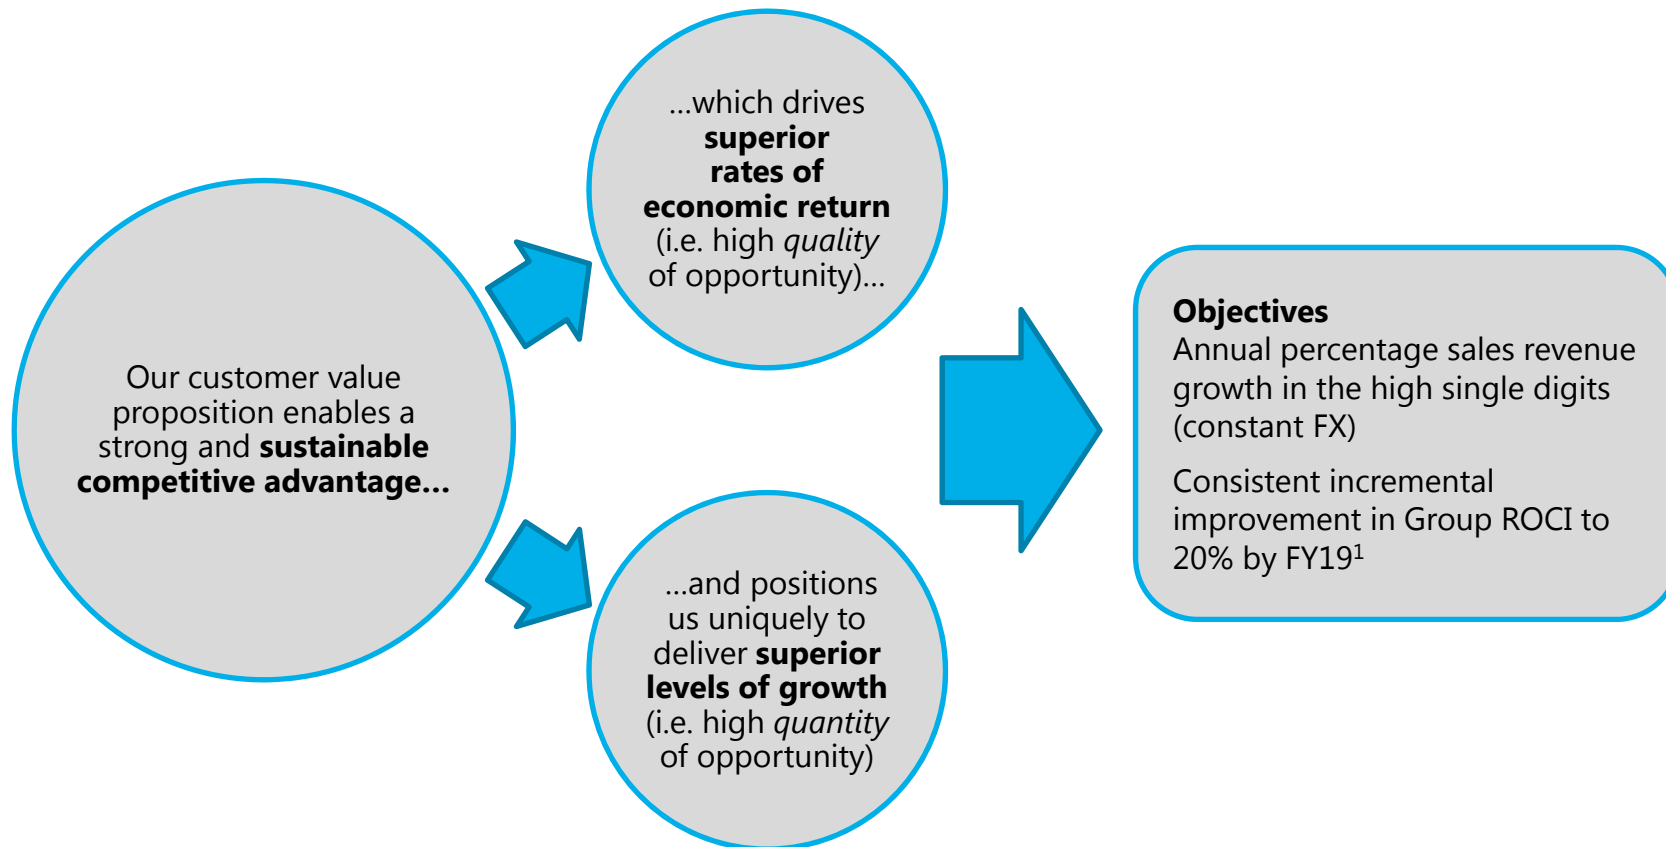 Our customer value
proposition enables a
strong and sustainable
competitive advantage...
...which drives
superior
rates of
economic return
(i.e. high quality
of opportunity)...
...and positions
us uniquely to
deliver superior
levels of growth
(i.e. high quantity
of opportunity)
Objectives
Annual percentage sales revenue
growth in the high single digits
(constant FX)
Consistent incremental
improvement in Group ROCI to
20% by FY19¹